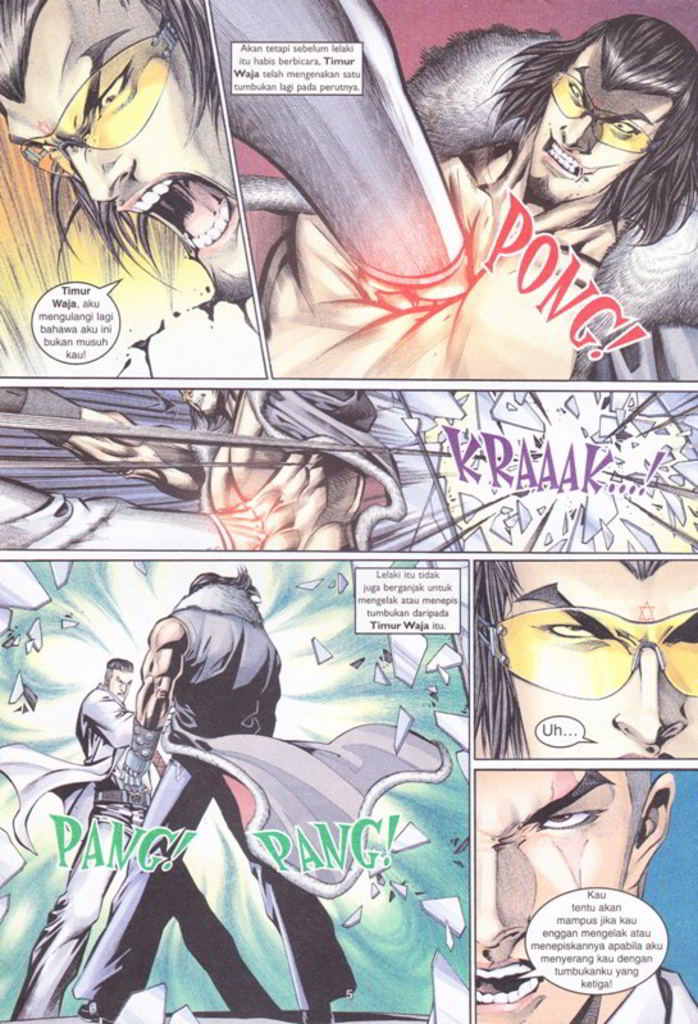 Timur
Waja, aku
mengulangi lagi
bahawa aku ini
bukan musuh
kau!
Akan tetapi sebelum lelaki
itu habis berbicara, Timur
Waja telah mengenakan satu
tumbukan lagi pada perutnya.
PONG!
KRAAAK....!
Lelaki itu tidak
juga berganjak untuk
mengelak atau menepis
tumbukan daripada
Timur Waja itu.
PANG!
PANG!
Uh...
Kau
tentu akan
mampus jika kau
enggan mengelak atau
menepiskannya apabila aku
menyerang kau dengan
tumbukanku yang
ketiga!
5